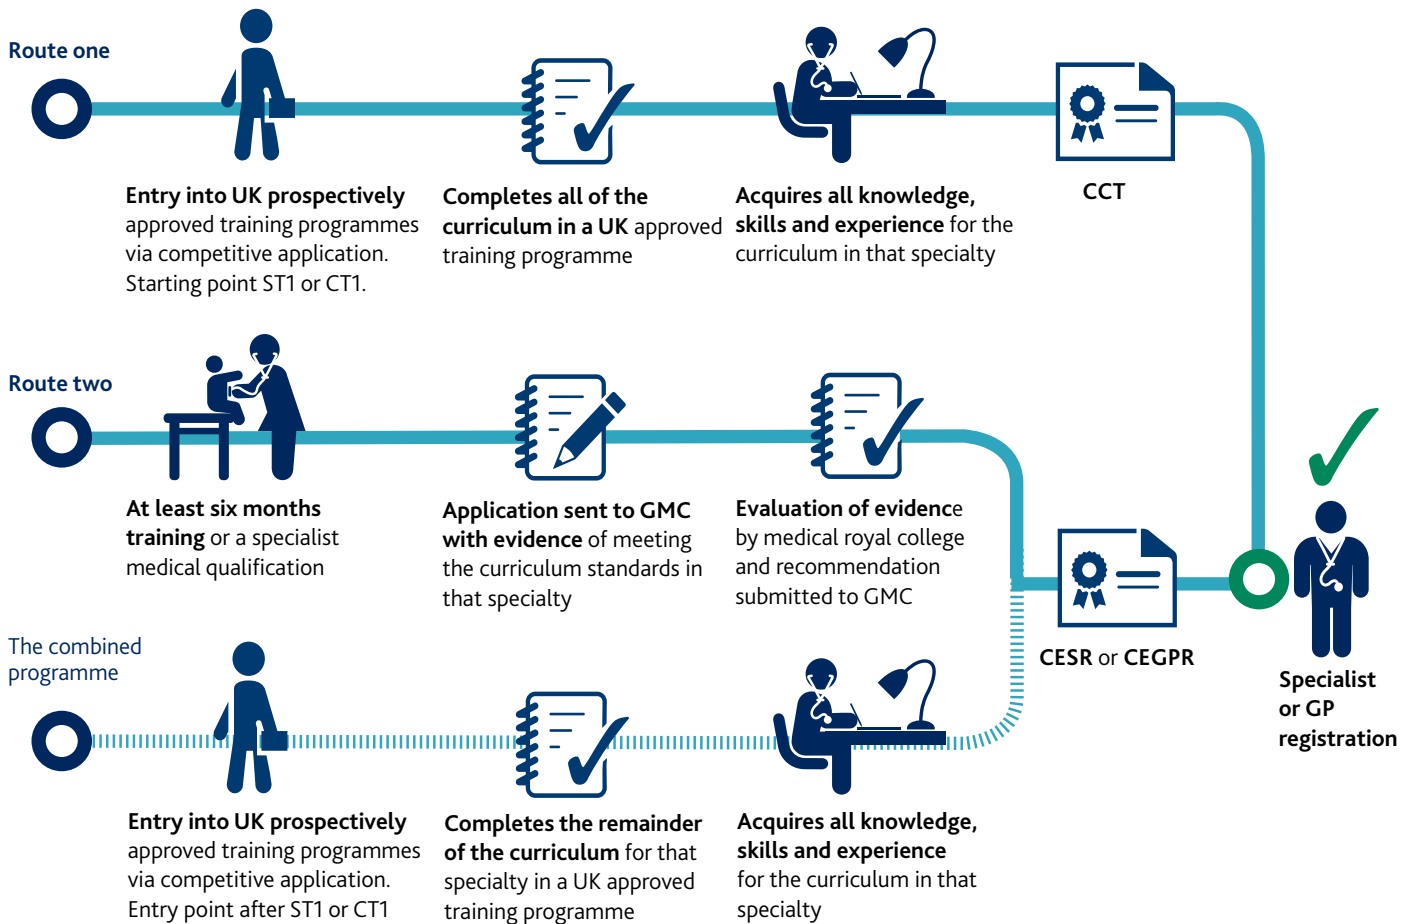 Route one
Entry into UK prospectively
approved training programmes
via competitive application.
Starting point ST1 or CT1.
Completes all of the
curriculum in a UK approved
training programme
Acquires all knowledge,
skills and experience for the
curriculum in that specialty
CCT
Route two
At least six months
training or a specialist
medical qualification
Application sent to GMC
with evidence of meeting
the curriculum standards in
that specialty
Evaluation of evidence
by medical royal college
and recommendation
submitted to GMC
CESR or CEGPR
Specialist
or GP
registration
The combined
programme
Entry into UK prospectively
approved training programmes
via competitive application.
Entry point after ST1 or CT1
Completes the remainder
of the curriculum for that
specialty in a UK approved
training programme
Acquires all knowledge,
skills and experience
for the curriculum in that
specialty